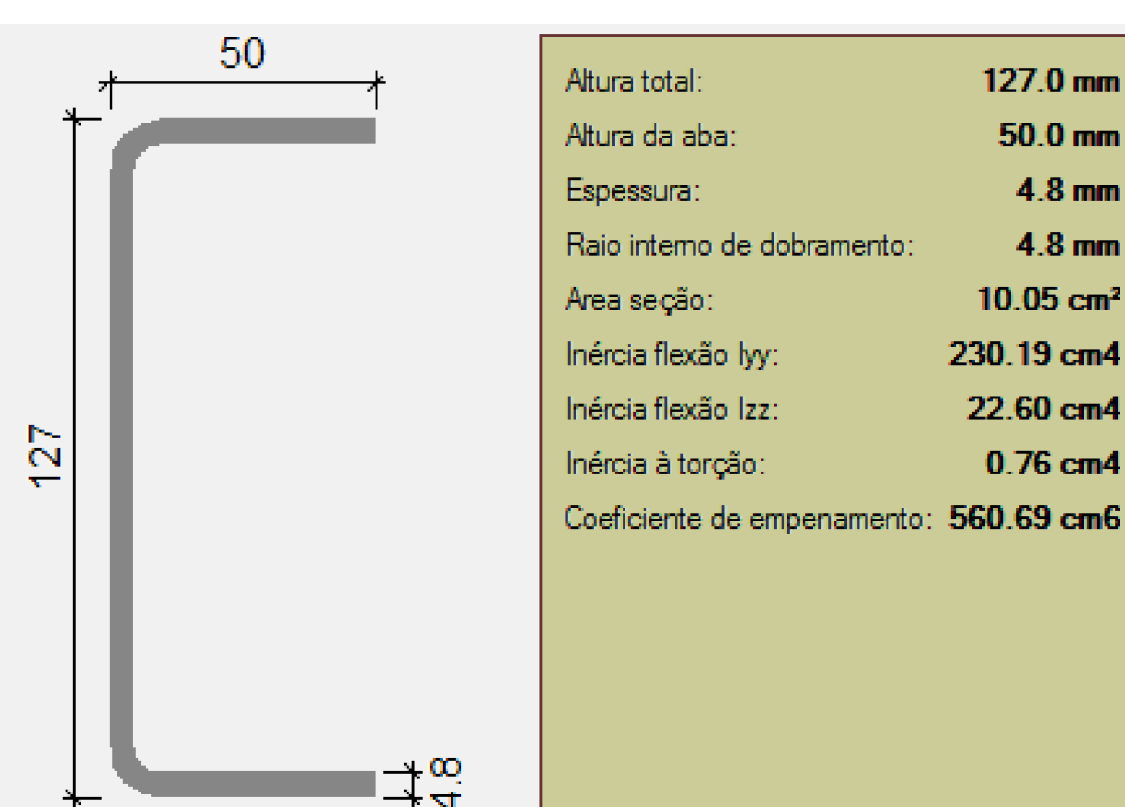 50
127
4.8
Altura total: 127.0 mm
Altura da aba: 50.0 mm
Espessura: 4.8 mm
Raio interno de dobramento: 4.8 mm
Area seção: 10.05 cm²
Inércia flexão Iyy: 230.19 cm4
Inércia flexão Izz: 22.60 cm4
Inércia à torção: 0.76 cm4
Coeficiente de empenamento: 560.69 cm6